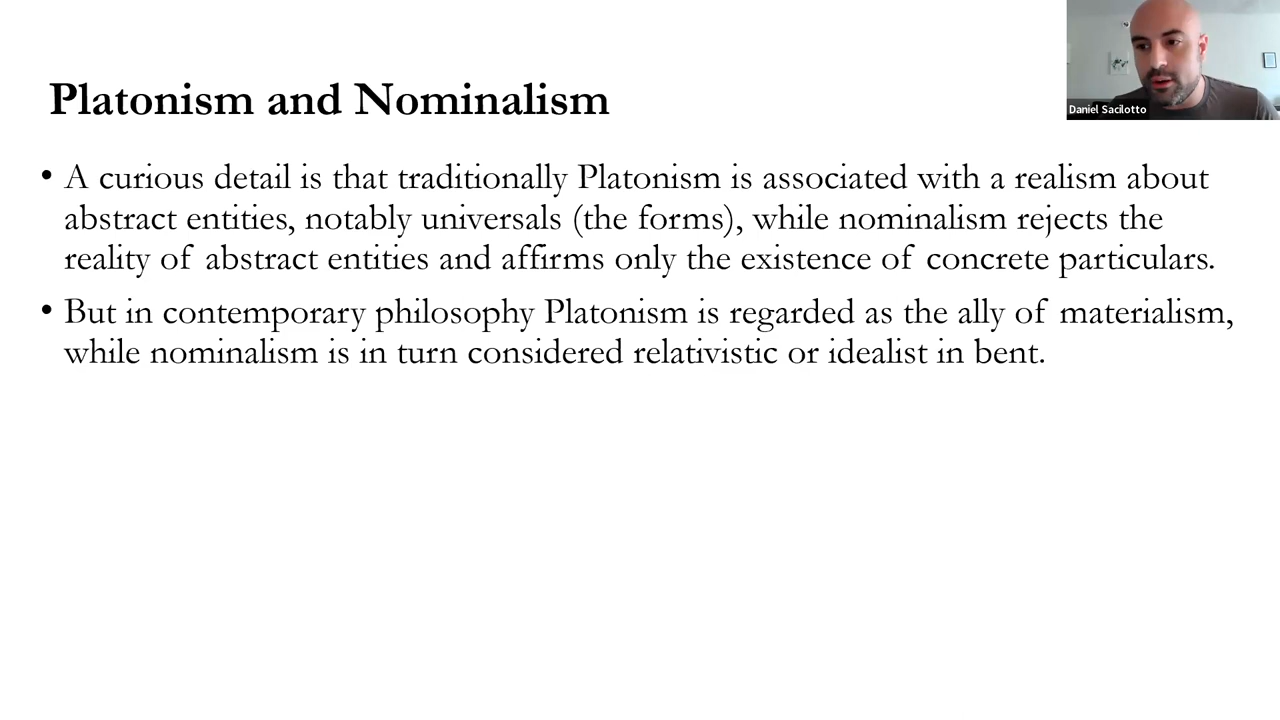 Platonism and Nominalism
Daniel Sacilotto
• A curious detail is that traditionally Platonism is associated with a realism about
abstract entities, notably universals (the forms), while nominalism rejects the
reality of abstract entities and affirms only the existence of concrete particulars.
• But in contemporary philosophy Platonism is regarded as the ally of materialism,
while nominalism is in turn considered relativistic or idealist in bent.